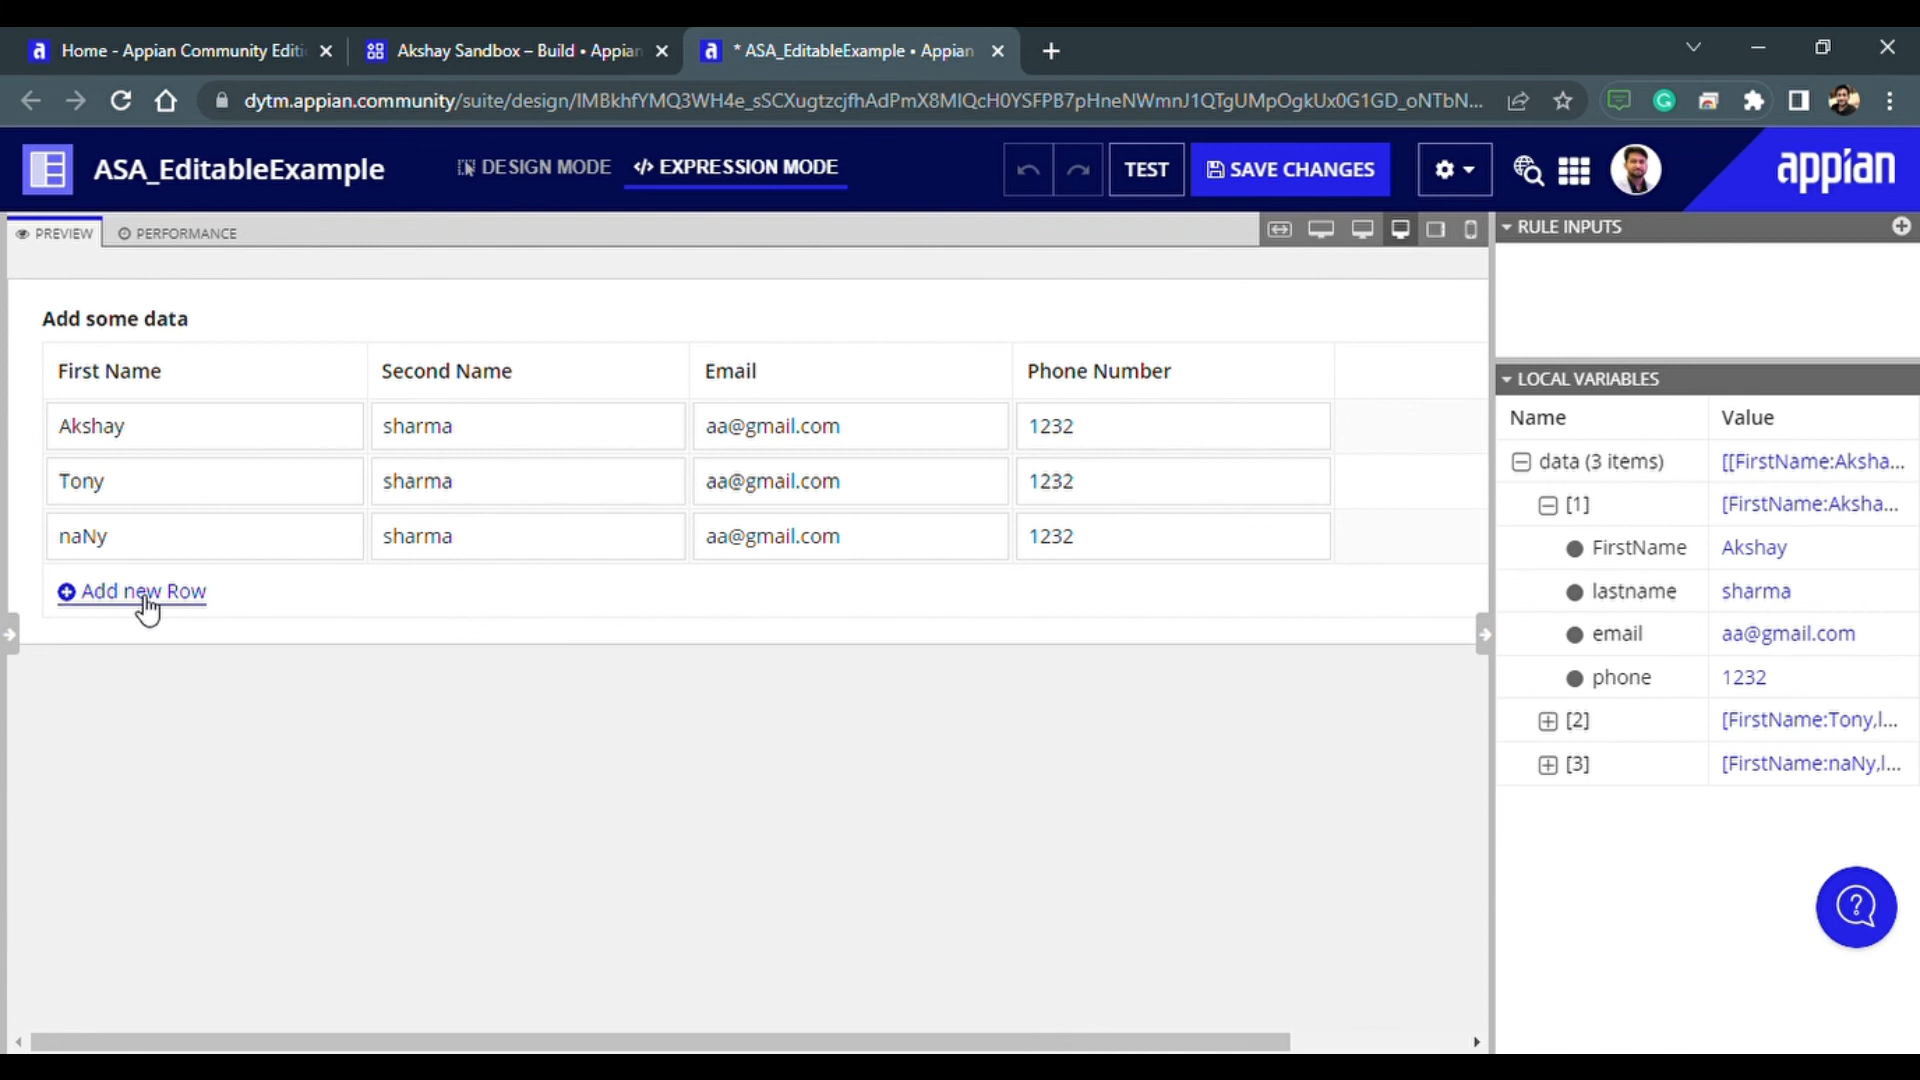 Home - Appian Community Editi
Akshay Sandbox – Build • Appian
* ASA_EditableExample • Appian
dytm.appian.community/suite/design/IMBkhfYMQ3WH4e_sSCXugtzcjfhAdPmX8MIQcH0YSFPB7pHneNWmnJ1QTgUMpOgkUx0G1GD_oNTbN...
ASA_EditableExample
DESIGN MODE
</> EXPRESSION MODE
TEST
SAVE CHANGES
appian
PREVIEW
PERFORMANCE
RULE INPUTS
Add some data
First Name Second Name Email Phone Number
Akshay sharma aa@gmail.com 1232
Tony sharma aa@gmail.com 1232
naNy sharma aa@gmail.com 1232
Add new Row
LOCAL VARIABLES
Name Value
data (3 items) [[FirstName:Aksha...
[1] [FirstName:Aksha...
FirstName Akshay
lastname sharma
email aa@gmail.com
phone 1232
[2] [FirstName:Tony,l...
[3] [FirstName:naNy,l...